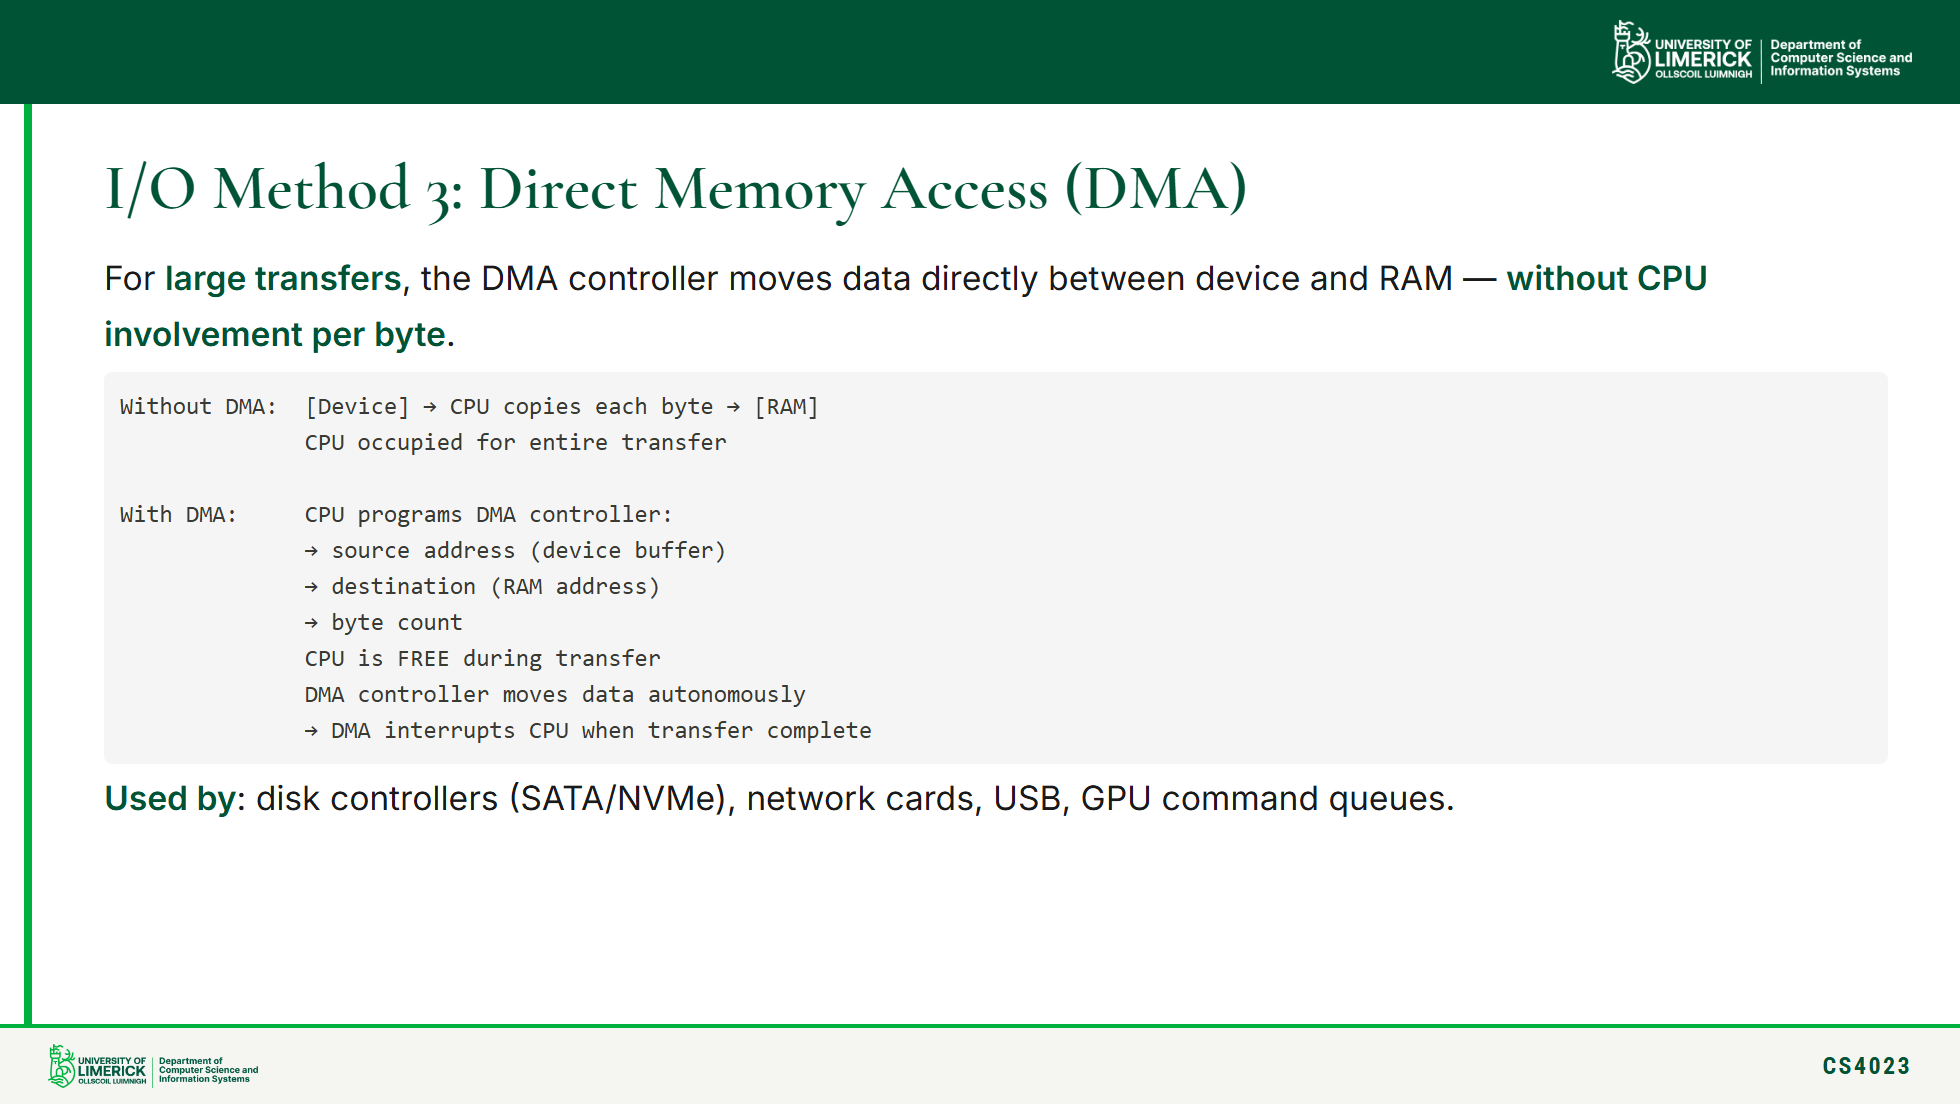 UNIVERSITY OF
LIMERICK
OLLSCOIL LUIMNIGH
Department of
Computer Science and
Information Systems
I/O Method 3: Direct Memory Access (DMA)
For large transfers, the DMA controller moves data directly between device and RAM — without CPU
involvement per byte.
Without DMA:  [Device] → CPU copies each byte → [RAM]
              CPU occupied for entire transfer
With DMA:     CPU programs DMA controller:
              → source address (device buffer)
              → destination (RAM address)
              → byte count
              CPU is FREE during transfer
              DMA controller moves data autonomously
              → DMA interrupts CPU when transfer complete
Used by: disk controllers (SATA/NVMe), network cards, USB, GPU command queues.
UNIVERSITY OF
LIMERICK
OLLSCOIL LUIMNIGH
Department of
Computer Science and
Information Systems
CS4023